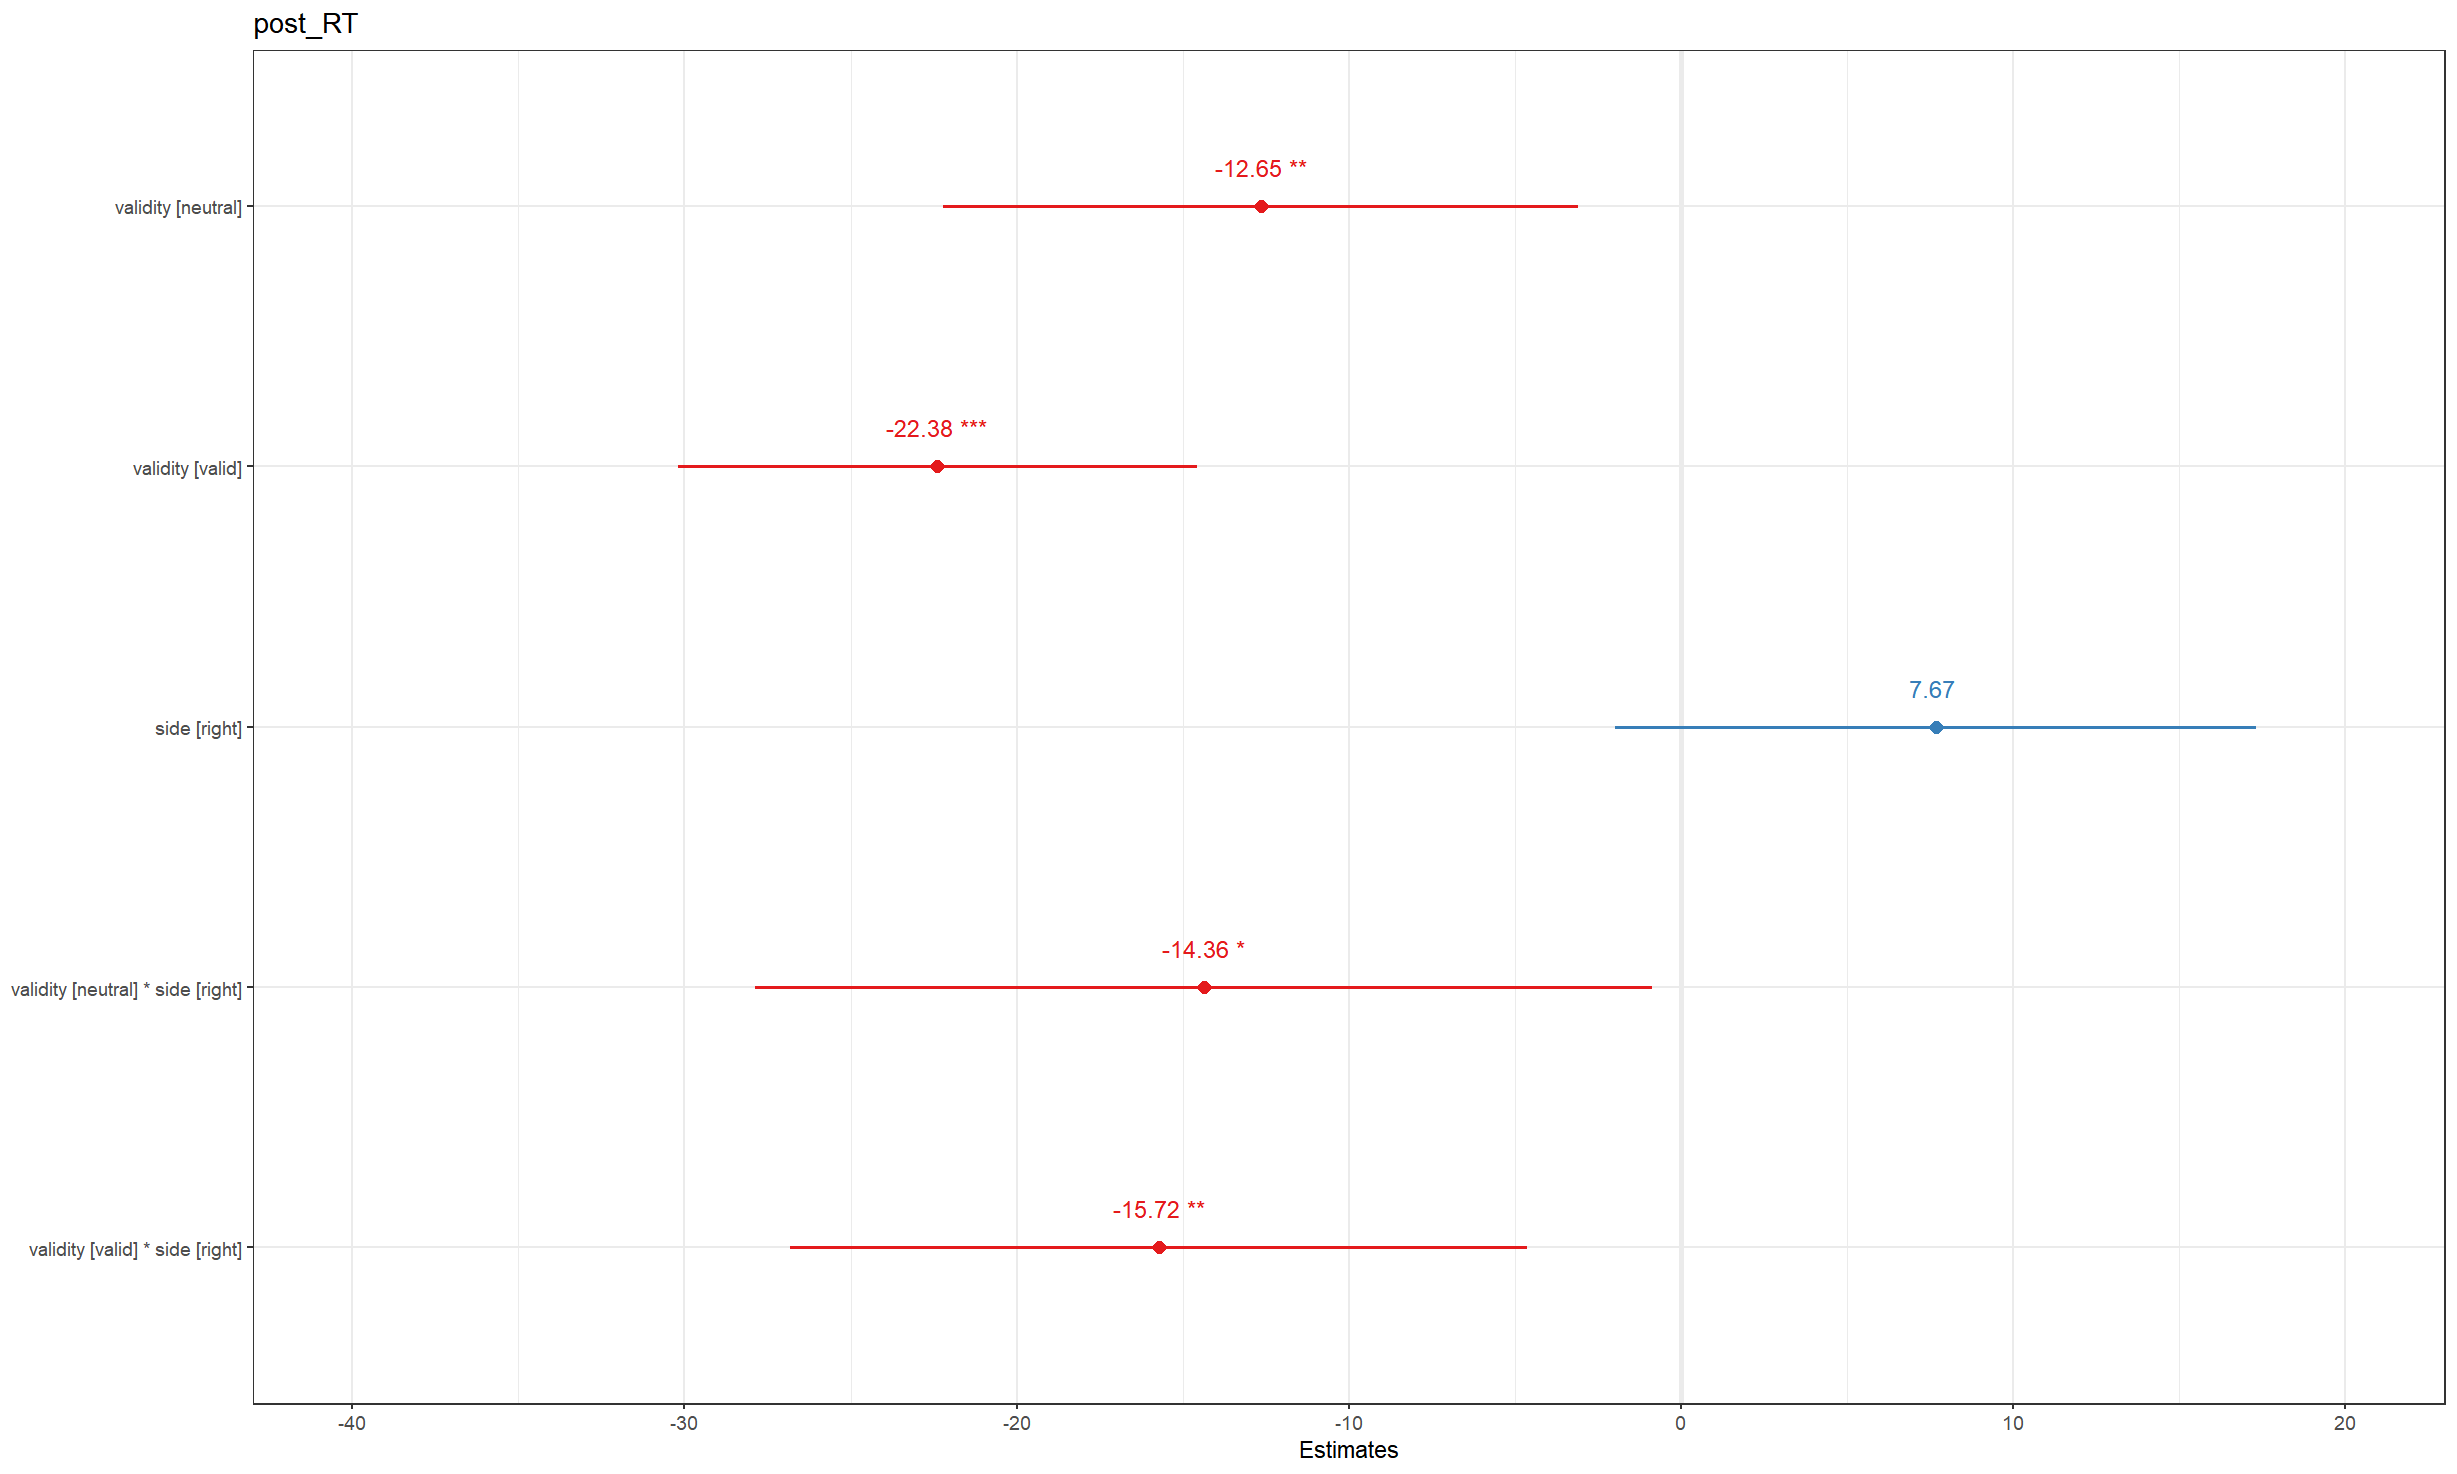 post_RT
-12.65 **
validity [neutral]
-22.38 ***
validity [valid]
7.67
side [right]
-14.36 *
validity [neutral] * side [right]
-15.72 **
validity [valid] * side [right]
-40 -30 -20 -10 0 10 20
Estimates